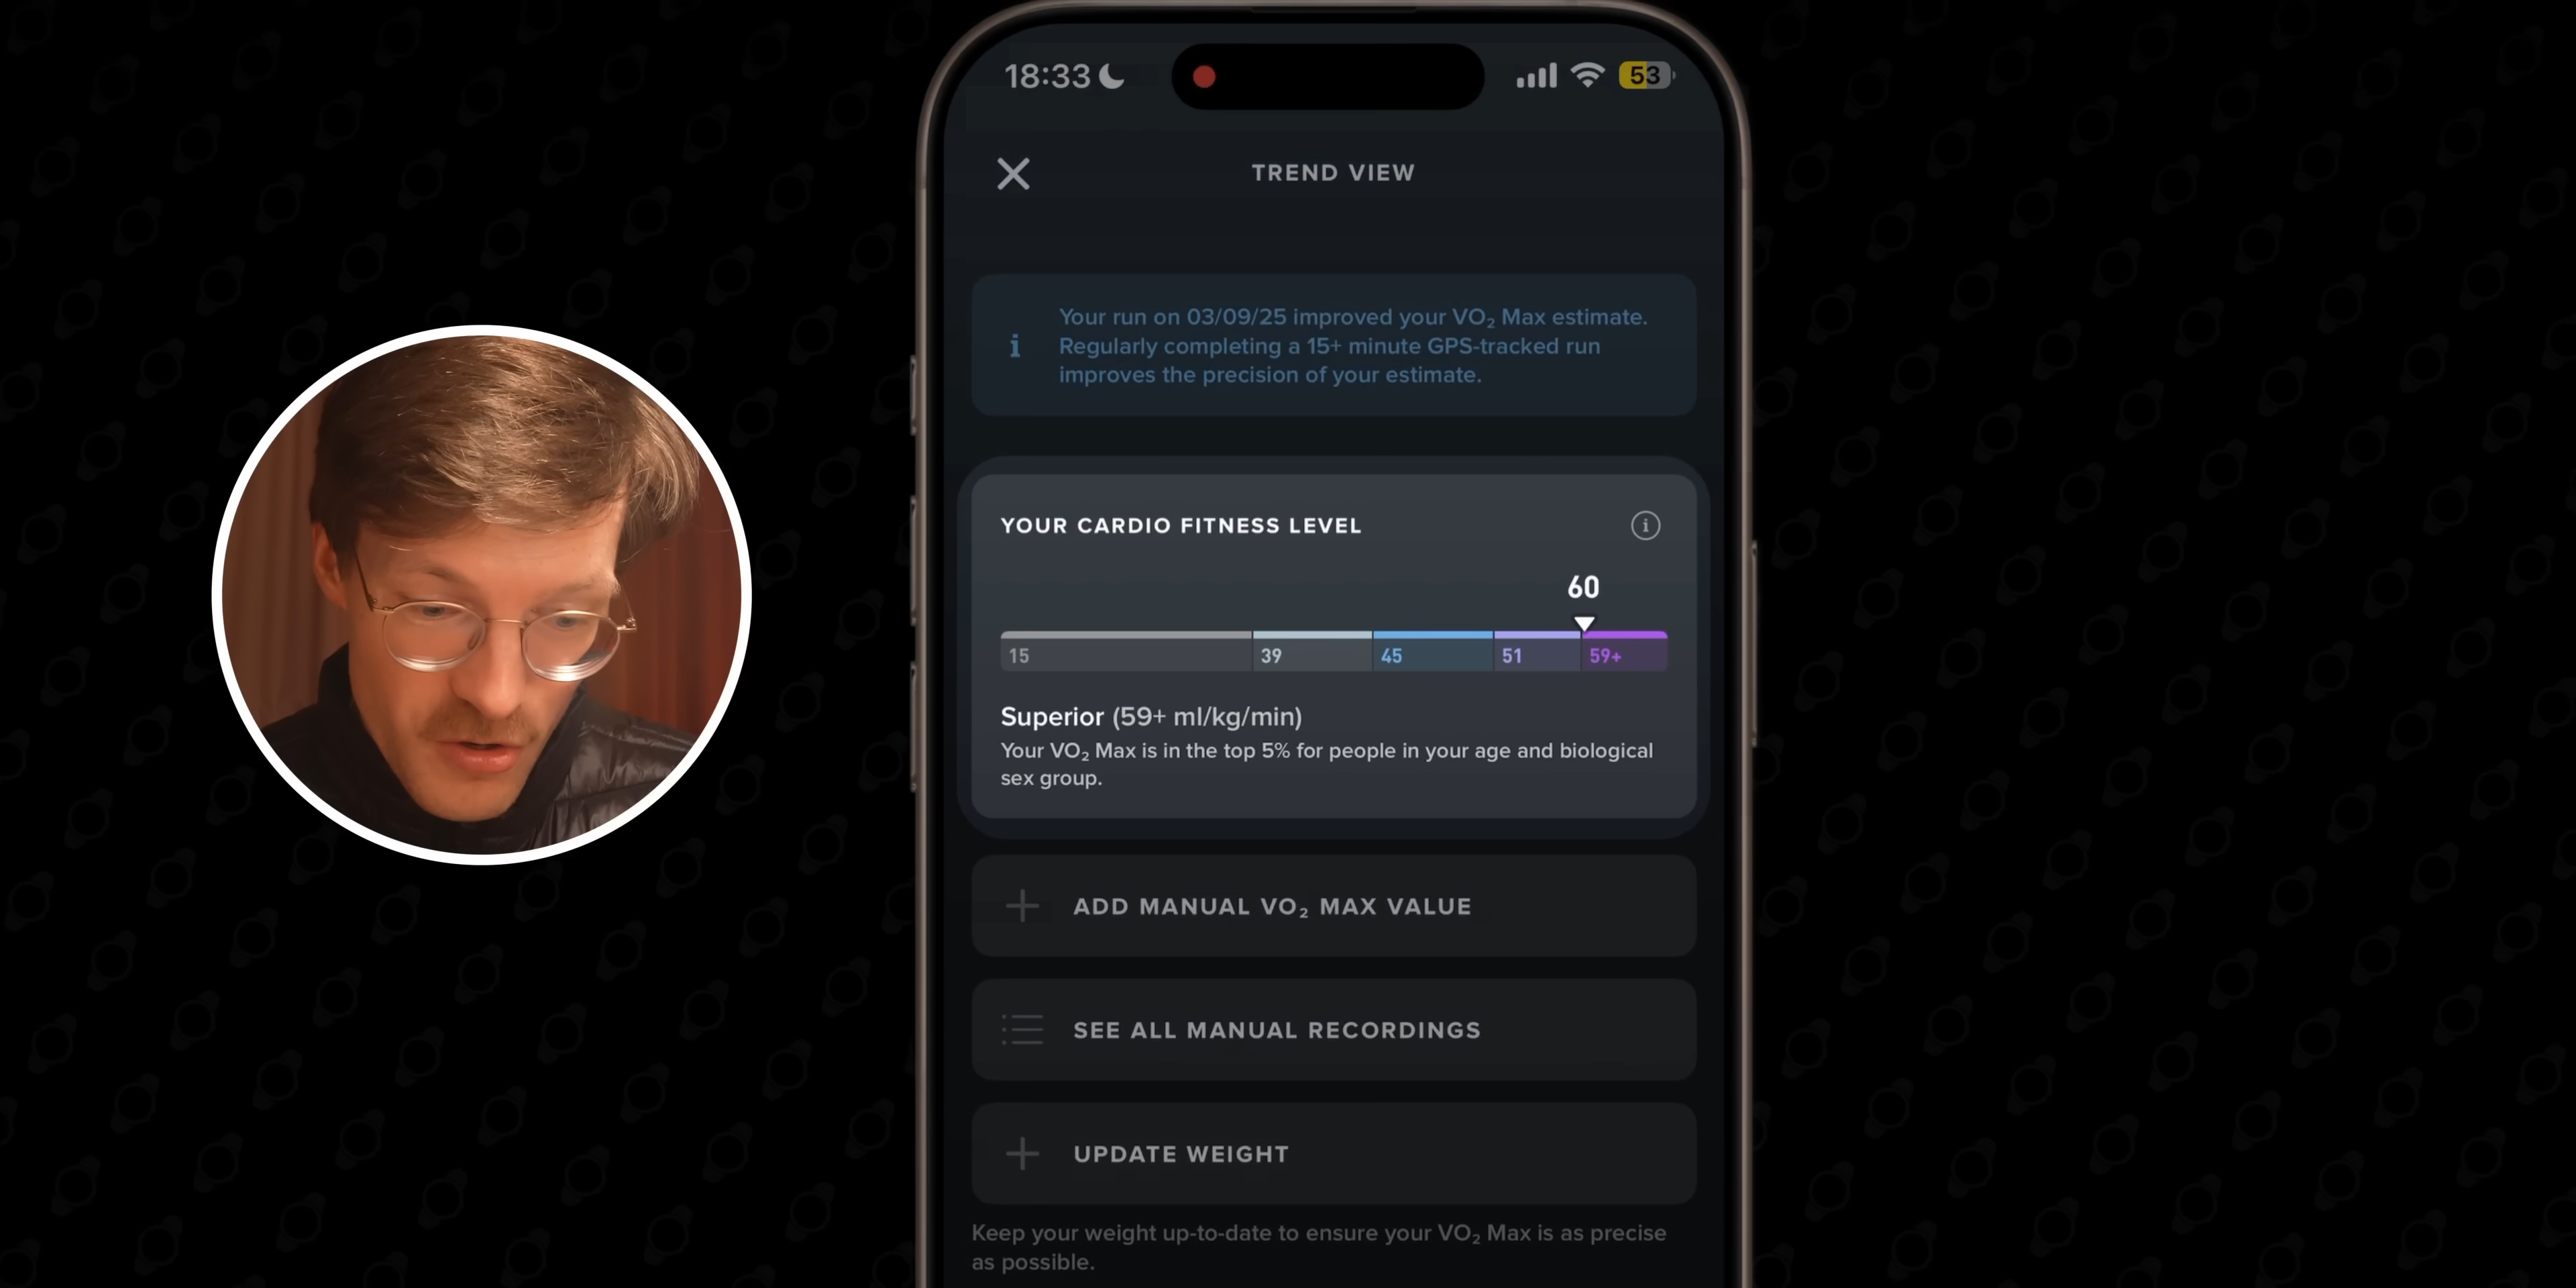 18:33
53
TREND VIEW
i
Your run on 03/09/25 improved your VO₂ Max estimate.
Regularly completing a 15+ minute GPS-tracked run
improves the precision of your estimate.
YOUR CARDIO FITNESS LEVEL
i
60
15 39 45 51 59+
Superior (59+ ml/kg/min)
Your VO₂ Max is in the top 5% for people in your age and biological
sex group.
ADD MANUAL VO₂ MAX VALUE
SEE ALL MANUAL RECORDINGS
UPDATE WEIGHT
Keep your weight up-to-date to ensure your VO₂ Max is as precise
as possible.